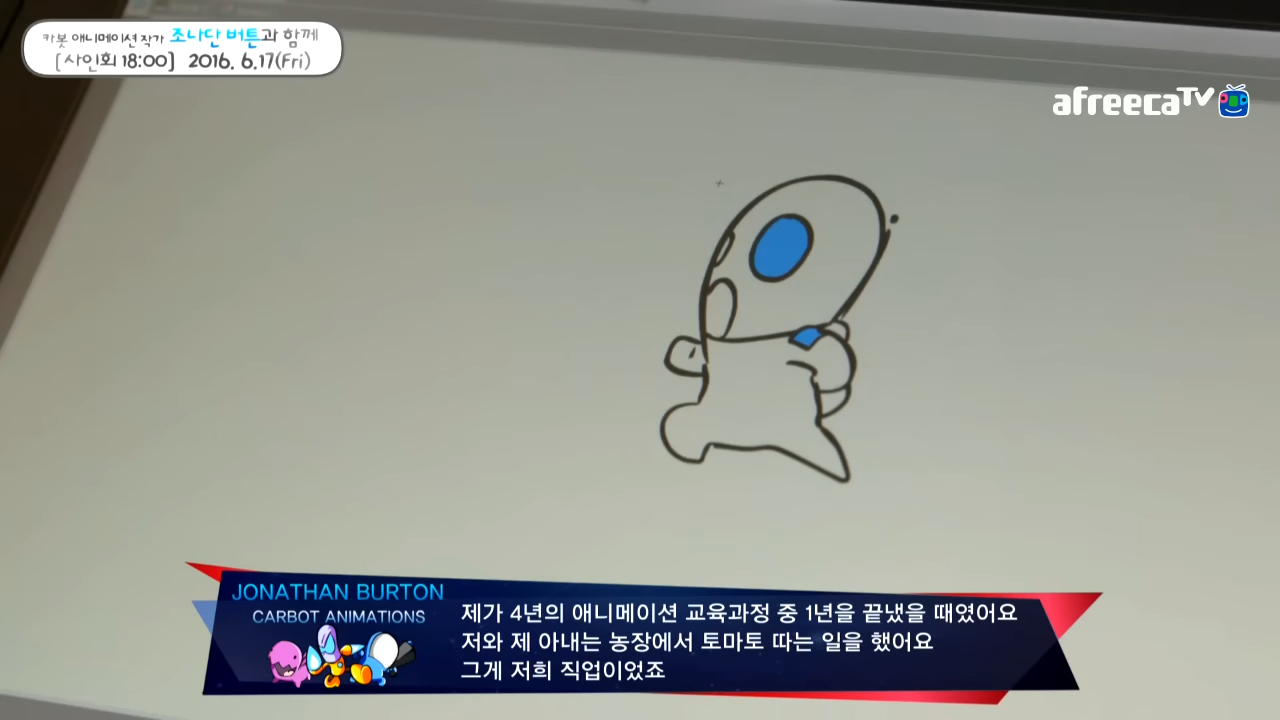 카봇 애니메이션 작가 조나단 버튼과 함께
[사인회 18:00] 2016. 6.17(Fri)
afreecaTV
JONATHAN BURTON
CARBOT ANIMATIONS
제가 4년의 애니메이션 교육과정 중 1년을 끝냈을 때였어요
저와 제 아내는 농장에서 토마토 따는 일을 했어요
그게 저희 직업이었죠